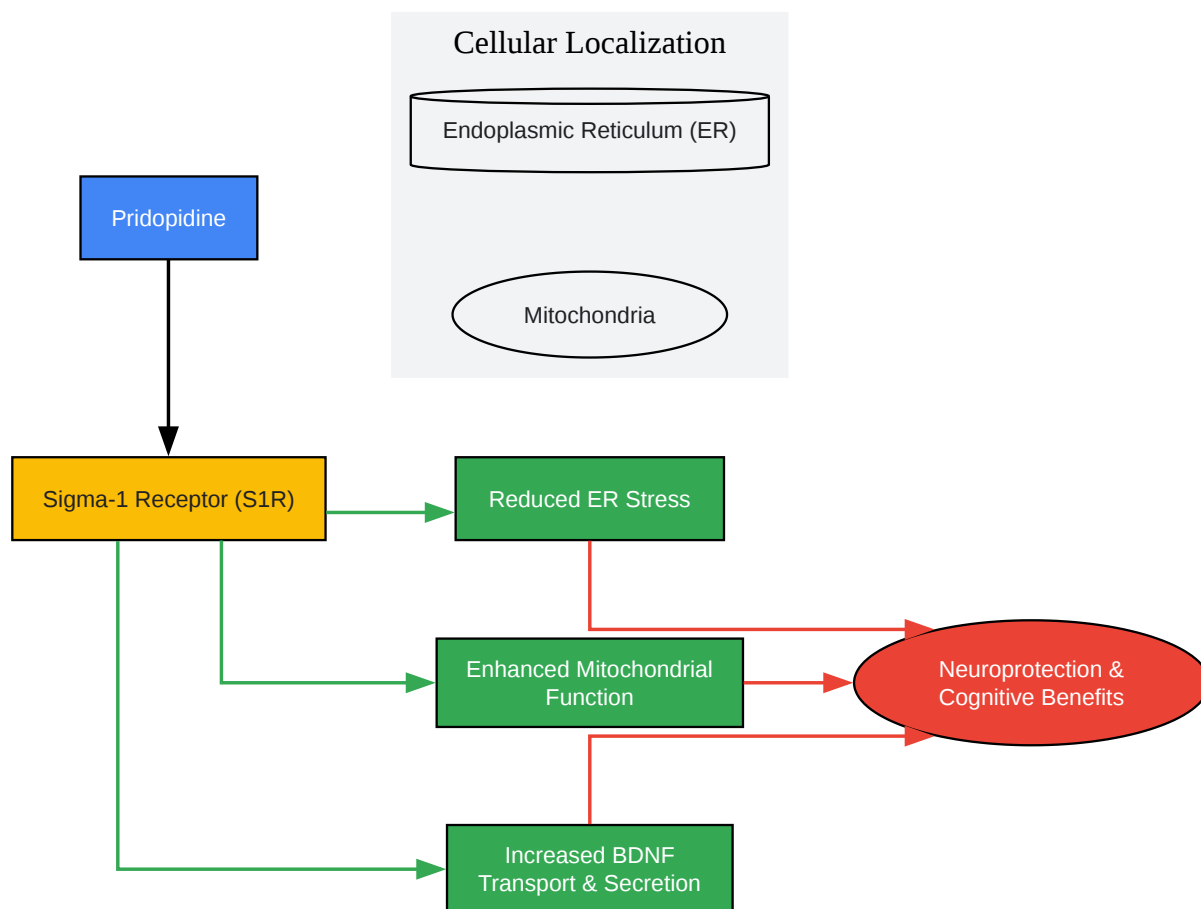 Cellular Localization
Endoplasmic Reticulum (ER)
Pridopidine
Mitochondria
Sigma-1 Receptor (S1R)
Reduced ER Stress
Enhanced Mitochondrial
Function
Neuroprotection &
Cognitive Benefits
Increased BDNF
Transport & Secretion